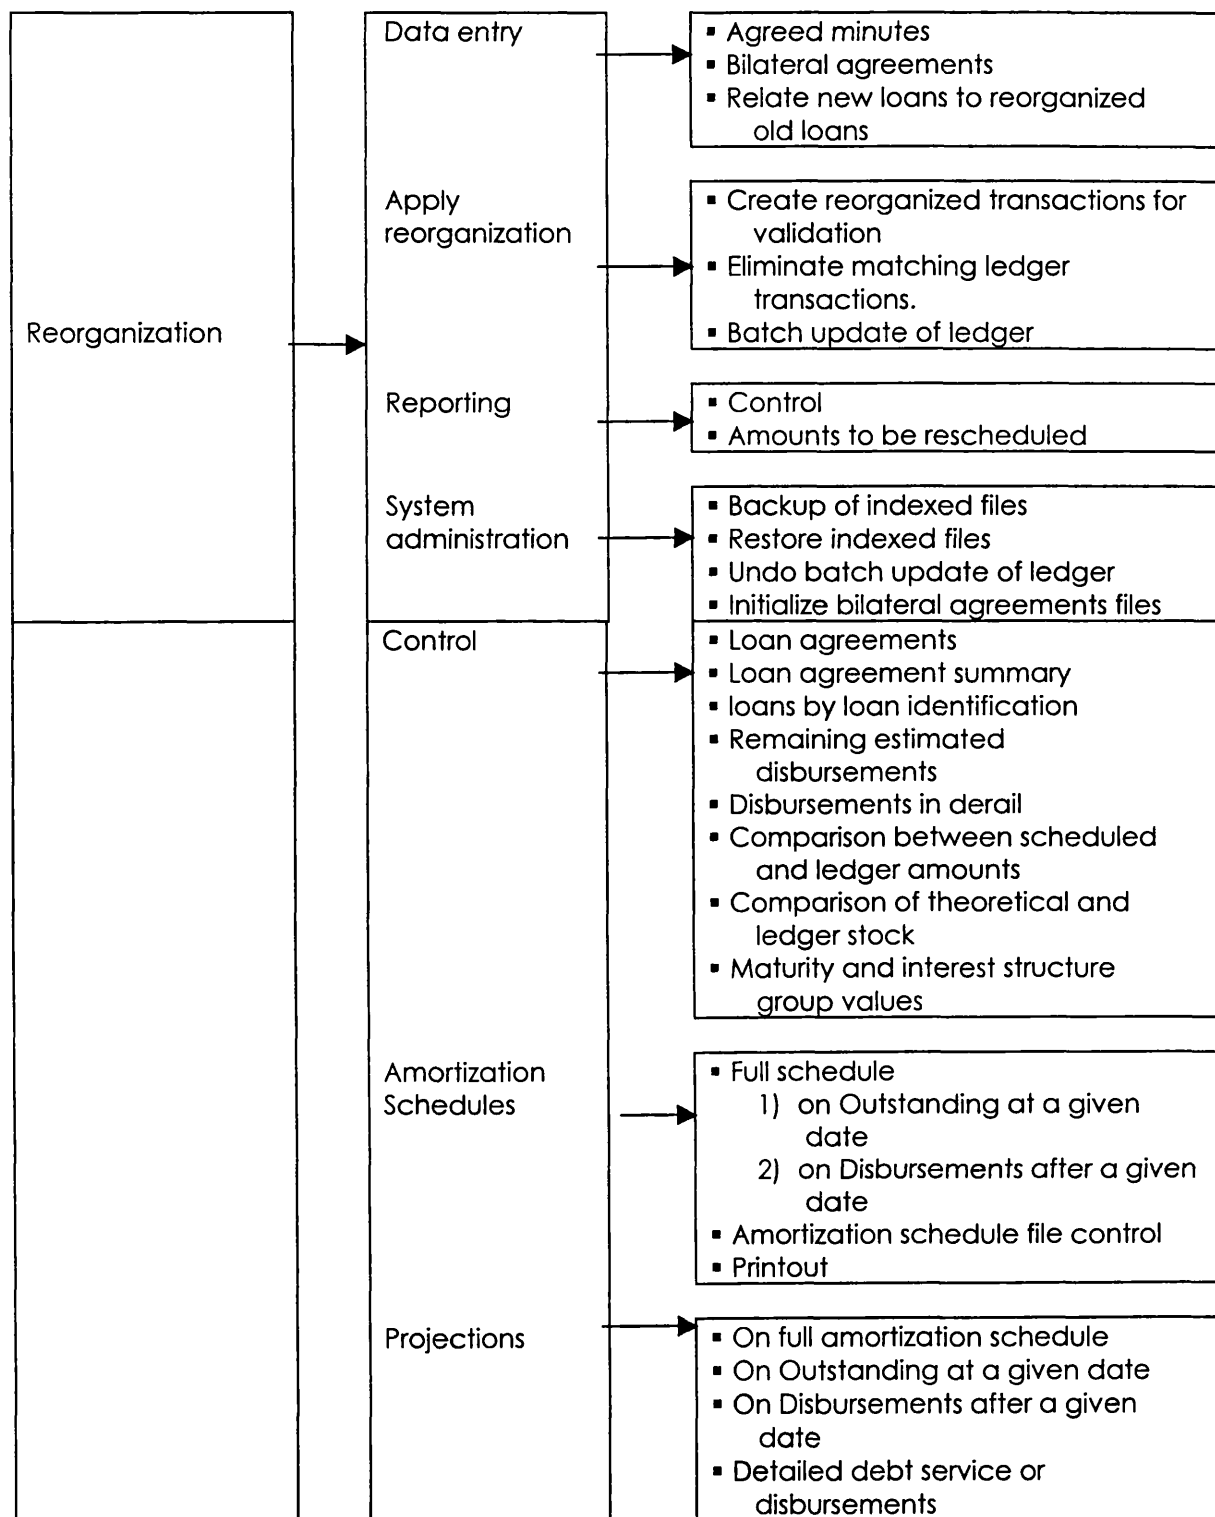 Reorganization
Data entry
▪ Agreed minutes
▪ Bilateral agreements
▪ Relate new loans to reorganized
old loans
Apply
reorganization
▪ Create reorganized transactions for
validation
▪ Eliminate matching ledger
transactions.
▪ Batch update of ledger
Reporting
▪ Control
▪ Amounts to be rescheduled
System
administration
▪ Backup of indexed files
▪ Restore indexed files
▪ Undo batch update of ledger
▪ Initialize bilateral agreements files
Control
▪ Loan agreements
▪ Loan agreement summary
▪ loans by loan identification
▪ Remaining estimated
disbursements
▪ Disbursements in derail
▪ Comparison between scheduled
and ledger amounts
▪ Comparison of theoretical and
ledger stock
▪ Maturity and interest structure
group values
Amortization
Schedules
▪ Full schedule
1) on Outstanding at a given
date
2) on Disbursements after a given
date
▪ Amortization schedule file control
▪ Printout
Projections
▪ On full amortization schedule
▪ On Outstanding at a given date
▪ On Disbursements after a given
date
▪ Detailed debt service or
disbursements